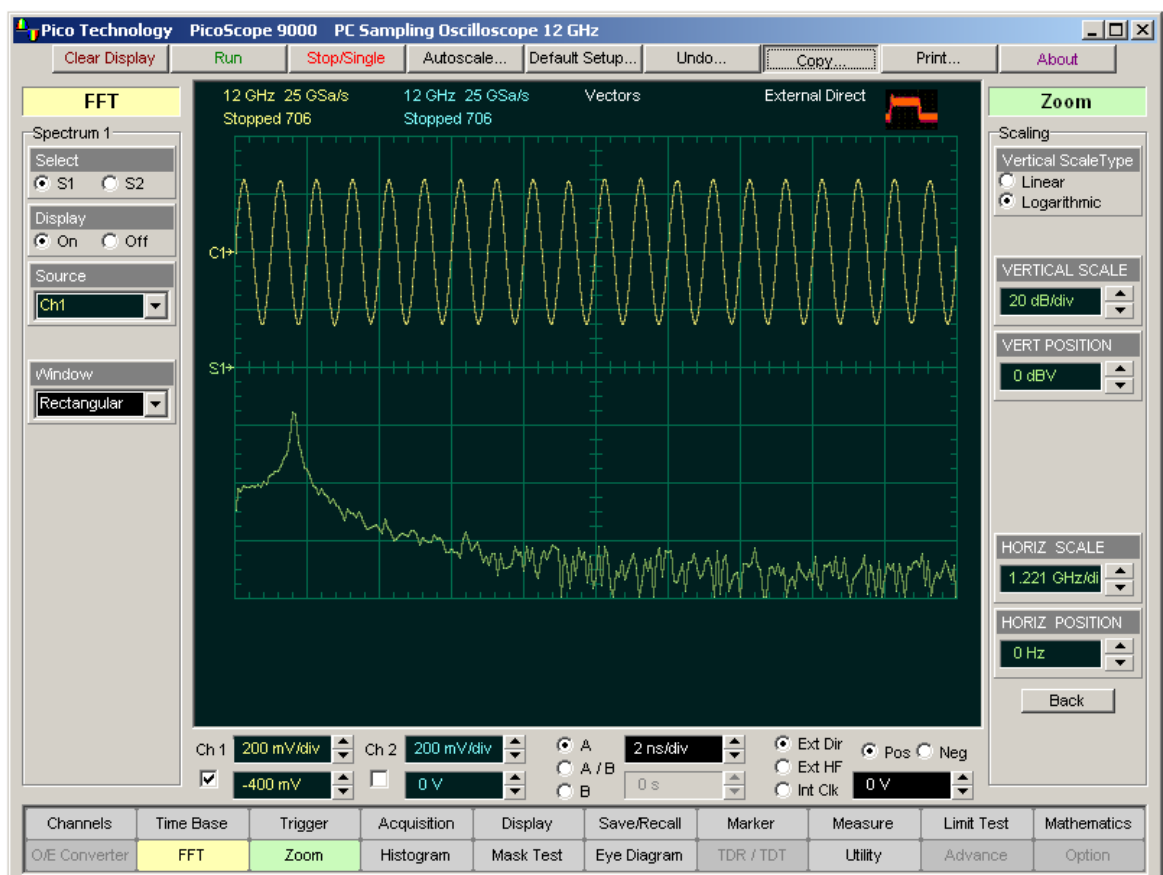 Pico Technology PicoScope 9000 PC Sampling Oscilloscope 12 GHz
Clear Display Run Stop/Single Autoscale... Default Setup... Undo... Copy... Print... About
FFT
Spectrum 1
Select
S1 S2
Display
On Off
Source
Ch1
Window
Rectangular
12 GHz 25 GSa/s 12 GHz 25 GSa/s Vectors External Direct
Stopped 706 Stopped 706
C1
S1
Zoom
Scaling
Vertical ScaleType
Linear
Logarithmic
VERTICAL SCALE
20 dB/div
VERT POSITION
0 dBV
HORIZ SCALE
1.221 GHz/di
HORIZ POSITION
0 Hz
Back
Ch 1 200 mV/div Ch 2 200 mV/div A 2 ns/div Ext Dir Pos Neg
A / B Ext HF
-400 mV 0 V B 0 s Int Clk 0 V
Channels Time Base Trigger Acquisition Display Save/Recall Marker Measure Limit Test Mathematics
O/E Converter FFT Zoom Histogram Mask Test Eye Diagram TDR / TDT Utility Advance Option